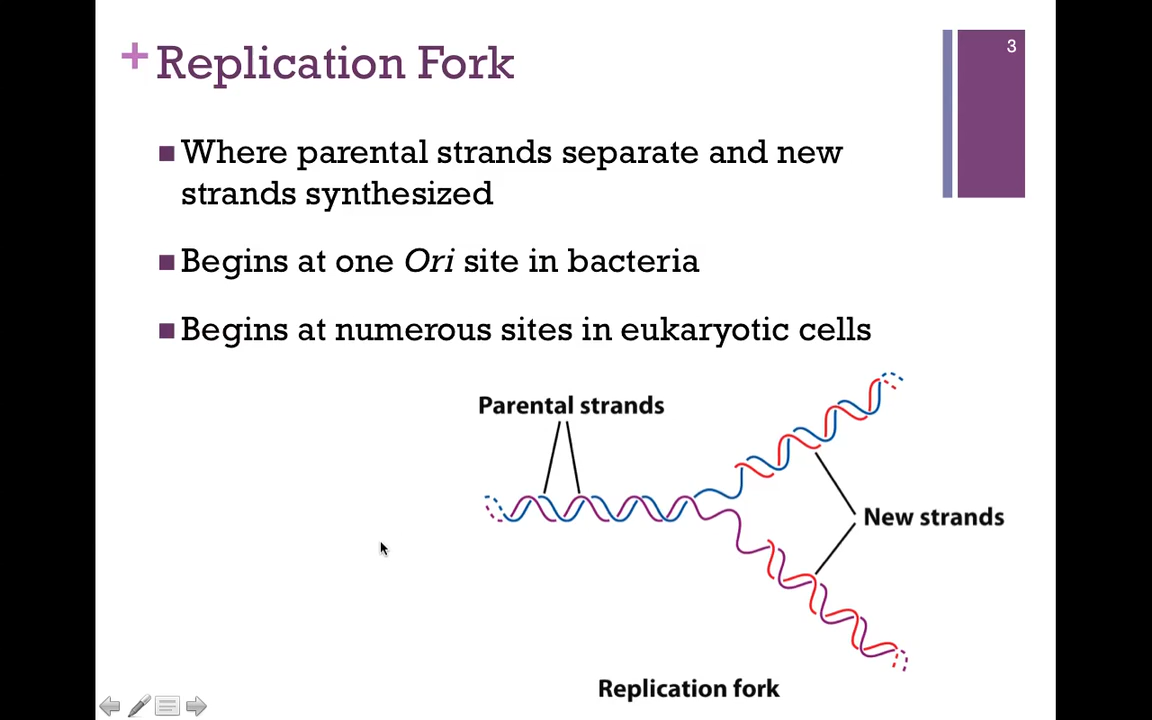 + Replication Fork
3
Where parental strands separate and new
strands synthesized
Begins at one Ori site in bacteria
Begins at numerous sites in eukaryotic cells
Parental strands
New strands
Replication fork